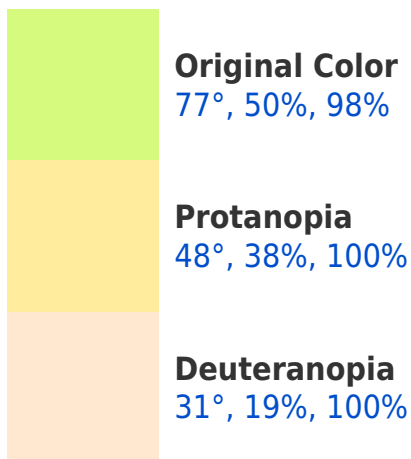 Original Color
77°, 50%, 98%
Protanopia
48°, 38%, 100%
Deuteranopia
31°, 19%, 100%